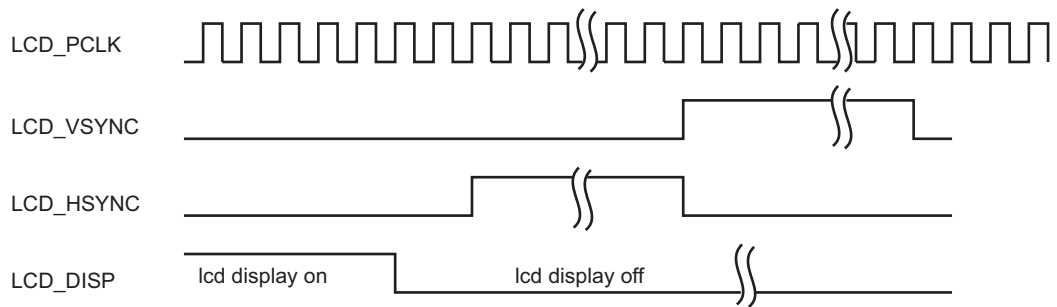 LCD_PCLK
LCD_VSYNC
LCD_HSYNC
LCD_DISP lcd display on lcd display off